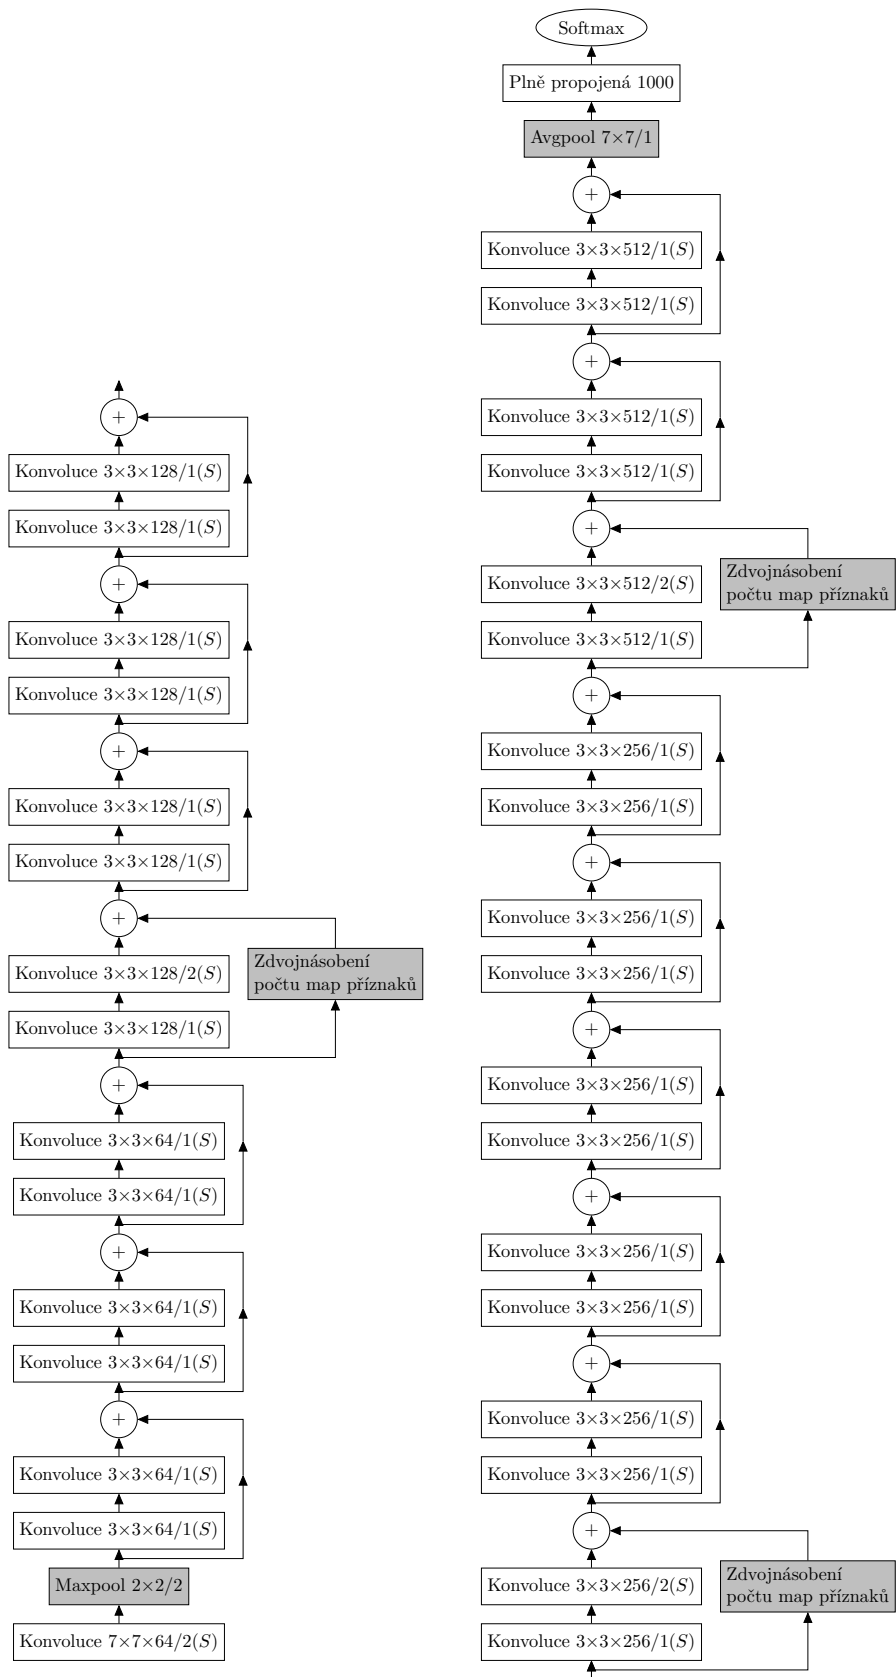 Softmax
Plně propojená 1000
Avgpool 7×7/1
+
Konvoluce 3×3×512/1(S)
Konvoluce 3×3×512/1(S)
+
Konvoluce 3×3×512/1(S)
Konvoluce 3×3×512/1(S)
+
Konvoluce 3×3×512/2(S)
Zdvojnásobení
počtu map příznaků
Konvoluce 3×3×512/1(S)
+
Konvoluce 3×3×256/1(S)
Konvoluce 3×3×256/1(S)
+
Konvoluce 3×3×256/1(S)
Konvoluce 3×3×256/1(S)
+
Konvoluce 3×3×256/1(S)
Konvoluce 3×3×256/1(S)
+
Konvoluce 3×3×256/1(S)
Konvoluce 3×3×256/1(S)
+
Konvoluce 3×3×256/1(S)
Konvoluce 3×3×256/1(S)
+
Konvoluce 3×3×256/2(S)
Zdvojnásobení
počtu map příznaků
Konvoluce 3×3×256/1(S)
+
Konvoluce 3×3×128/1(S)
Konvoluce 3×3×128/1(S)
+
Konvoluce 3×3×128/1(S)
Konvoluce 3×3×128/1(S)
+
Konvoluce 3×3×128/1(S)
Konvoluce 3×3×128/1(S)
+
Konvoluce 3×3×128/2(S)
Zdvojnásobení
počtu map příznaků
Konvoluce 3×3×128/1(S)
+
Konvoluce 3×3×64/1(S)
Konvoluce 3×3×64/1(S)
+
Konvoluce 3×3×64/1(S)
Konvoluce 3×3×64/1(S)
+
Konvoluce 3×3×64/1(S)
Konvoluce 3×3×64/1(S)
Maxpool 2×2/2
Konvoluce 7×7×64/2(S)